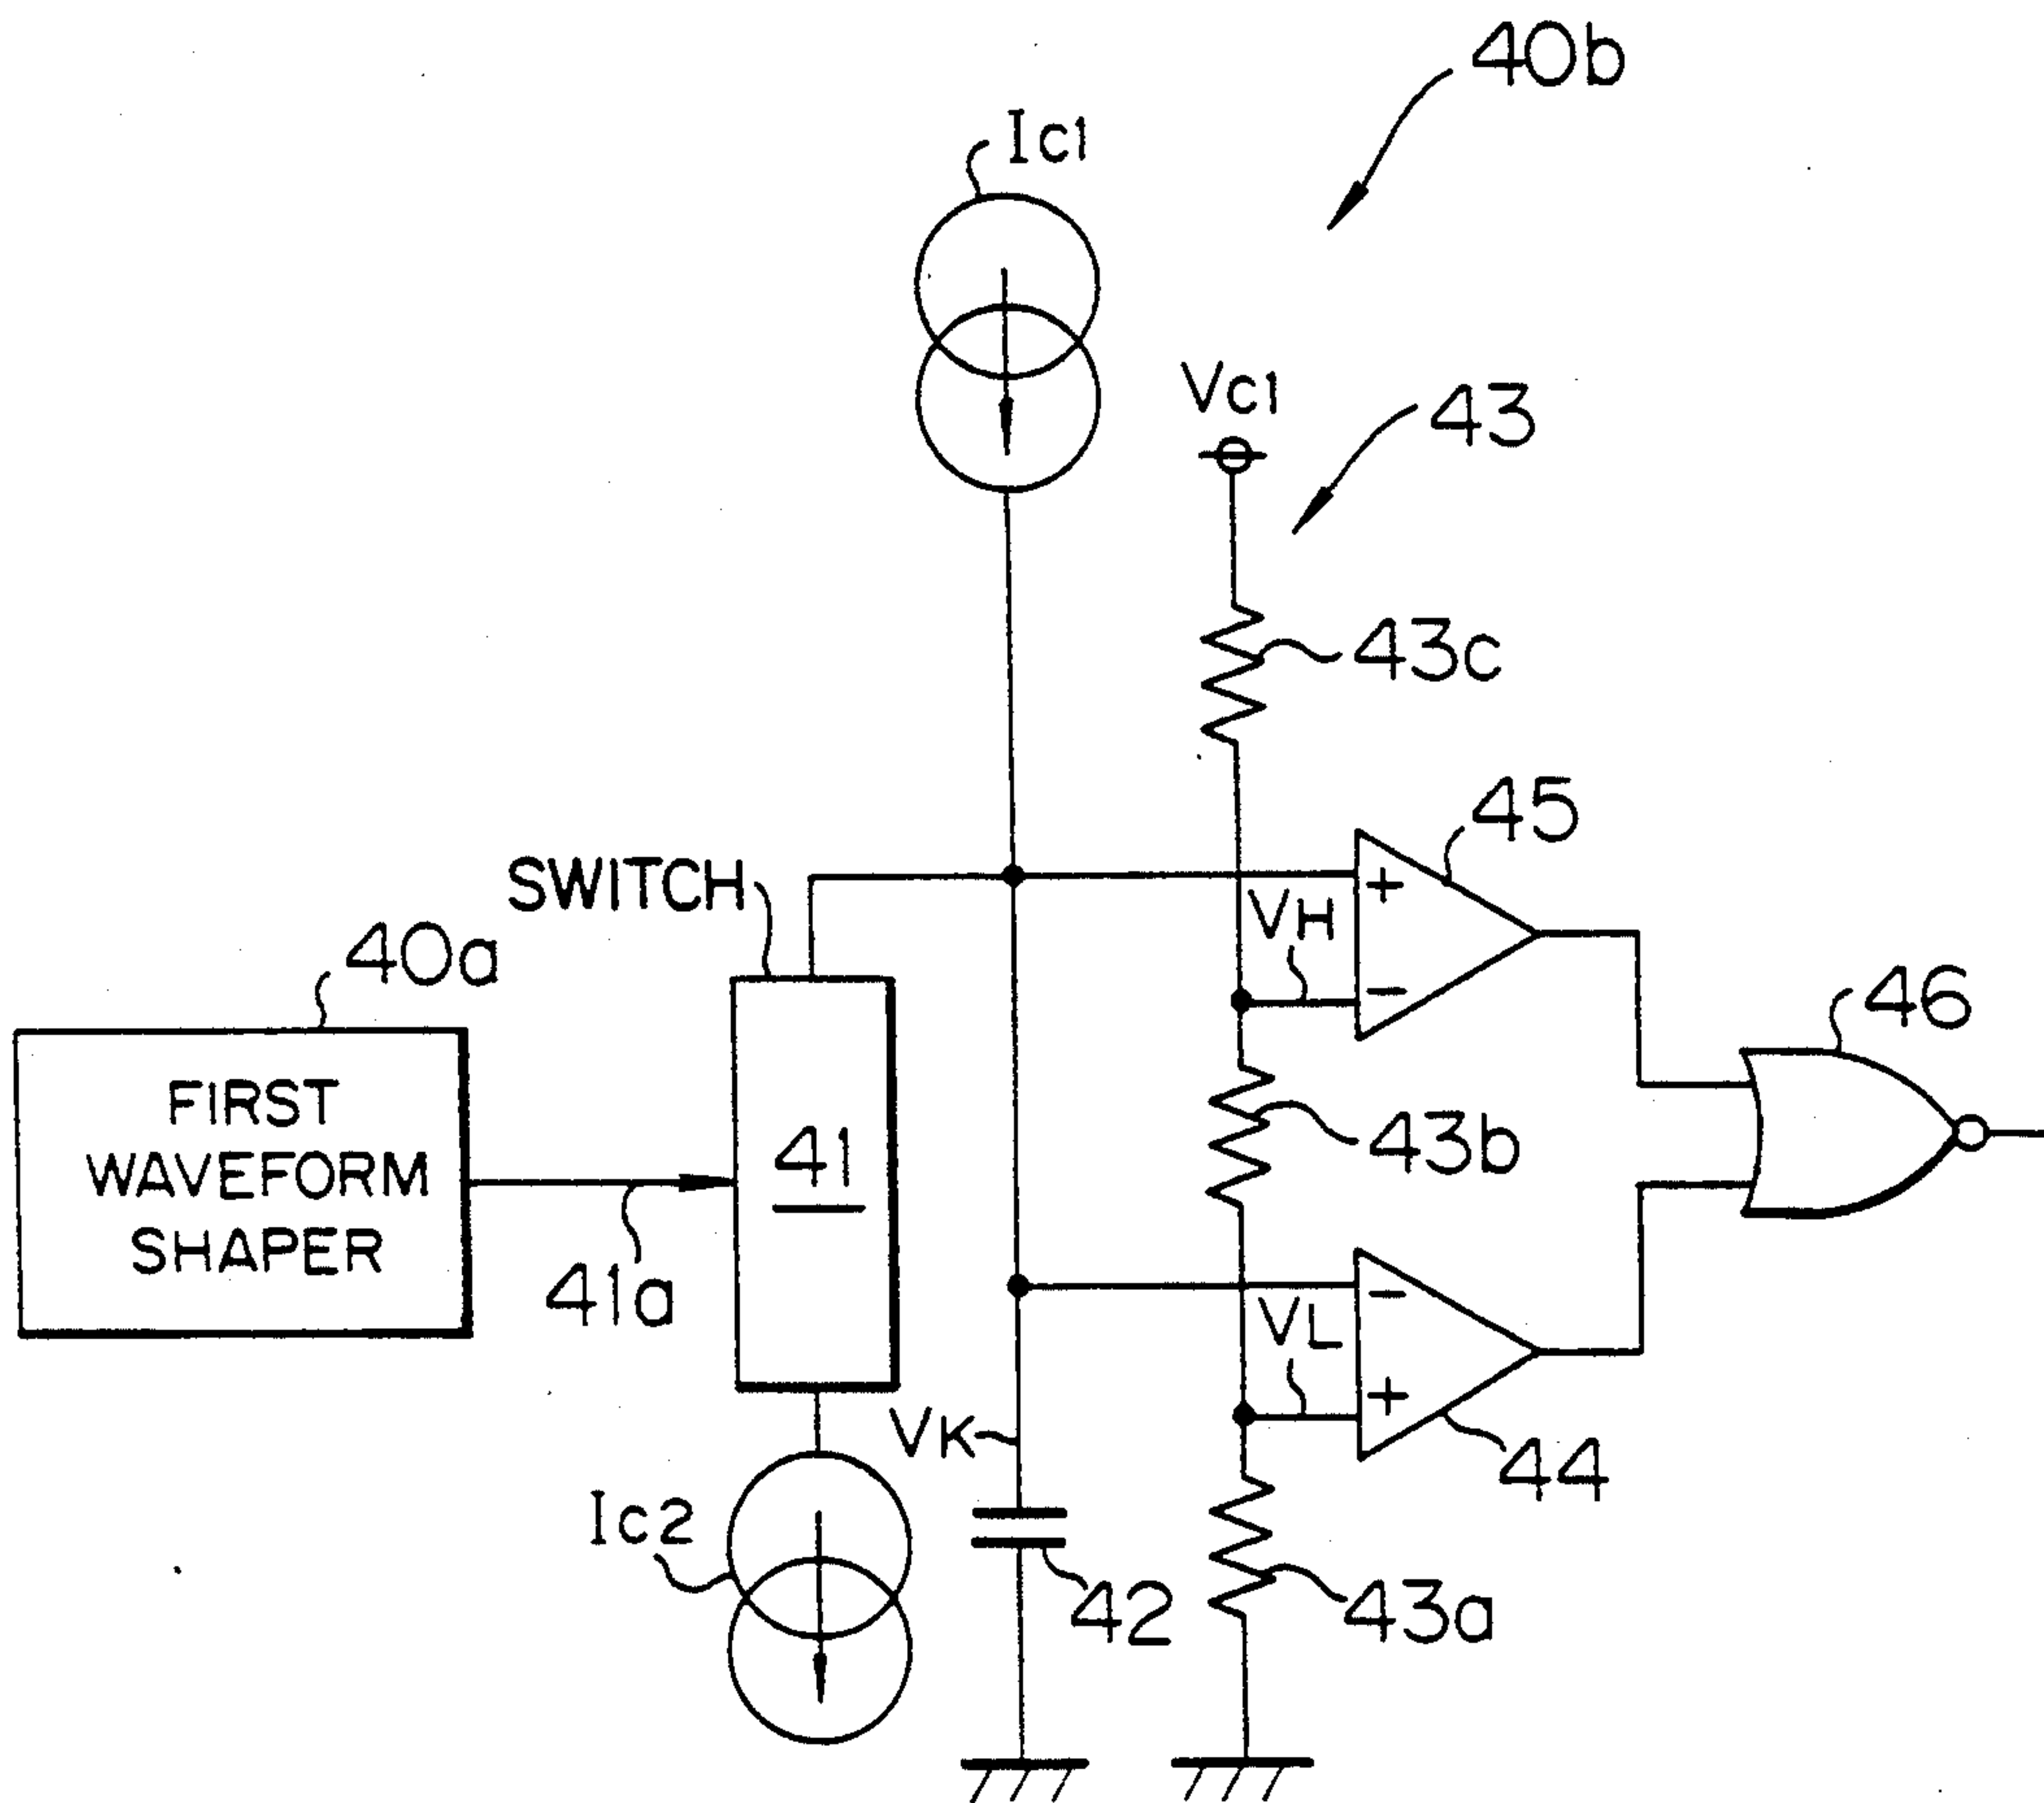 40b
Ic1
Vc1
43
43c
45
SWITCH
VH
40a
46
FIRST
WAVEFORM
SHAPER
41
43b
41a
VL
VK
44
Ic2
42
43a
+
−
−
+